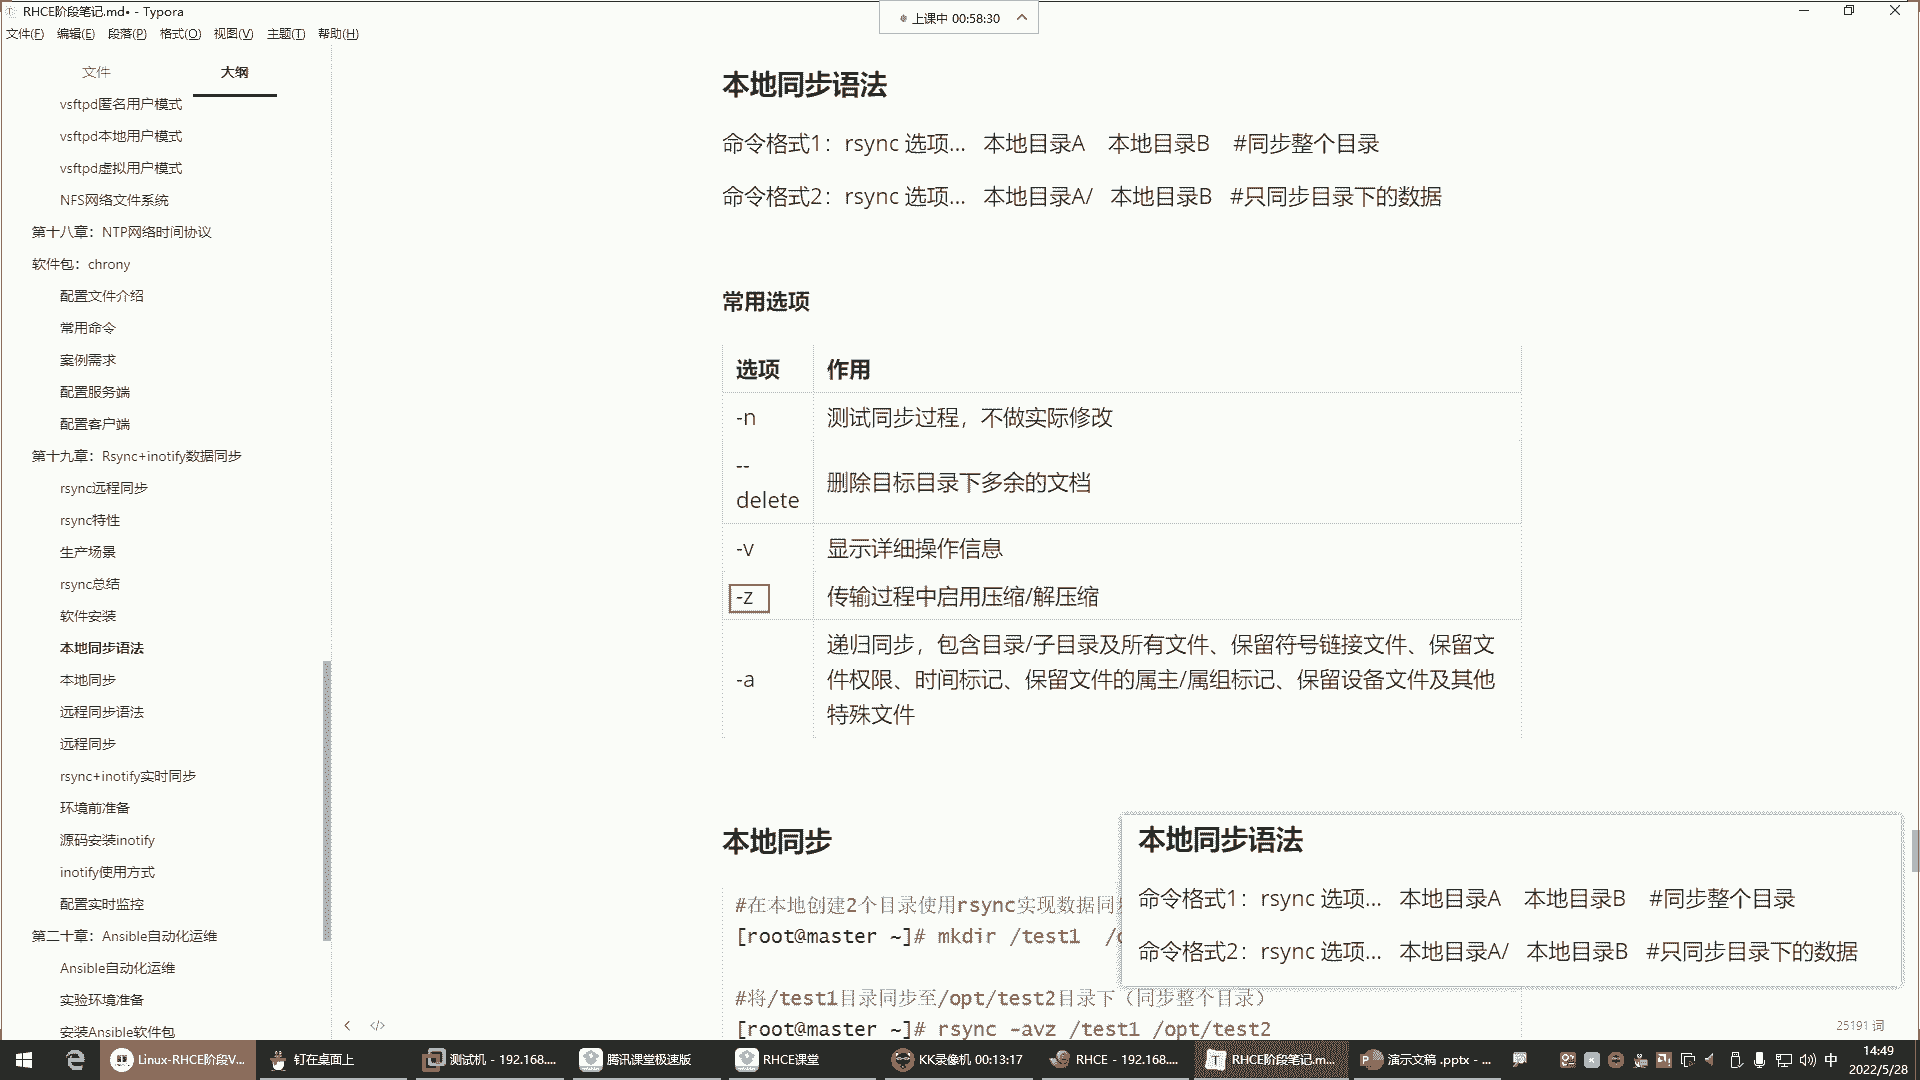 RHCE阶段笔记.md• - Typora
上课中 00:58:30
文件(F) 编辑(E) 段落(P) 格式(O) 视图(V) 主题(T) 帮助(H)
文件 大纲
vsftpd匿名用户模式
vsftpd本地用户模式
vsftpd虚拟用户模式
NFS网络文件系统
第十八章：NTP网络时间协议
软件包：chrony
配置文件介绍
常用命令
案例需求
配置服务端
配置客户端
第十九章：Rsync+inotify数据同步
rsync远程同步
rsync特性
生产场景
rsync总结
软件安装
本地同步语法
本地同步
远程同步语法
远程同步
rsync+inotify实时同步
环境前准备
源码安装inotify
inotify使用方式
配置实时监控
第二十章：Ansible自动化运维
Ansible自动化运维
实验环境准备
安装Ansible软件包
本地同步语法
命令格式1：rsync 选项... 本地目录A 本地目录B #同步整个目录
命令格式2：rsync 选项... 本地目录A/ 本地目录B #只同步目录下的数据
常用选项
选项 作用
-n 测试同步过程，不做实际修改
--
delete 删除目标目录下多余的文档
-v 显示详细操作信息
-z 传输过程中启用压缩/解压缩
-a 递归同步，包含目录/子目录及所有文件、保留符号链接文件、保留文
件权限、时间标记、保留文件的属主/属组标记、保留设备文件及其他
特殊文件
本地同步
#在本地创建2个目录使用rsync实现数据同步
[root@master ~]# mkdir /test1
#将/test1目录同步至/opt/test2目录下（同步整个目录）
[root@master ~]# rsync -avz /test1 /opt/test2
本地同步语法
命令格式1：rsync 选项... 本地目录A 本地目录B #同步整个目录
命令格式2：rsync 选项... 本地目录A/ 本地目录B #只同步目录下的数据
25191 词
Linux-RHCE阶段V... 钉在桌面上 测试机 - 192.168.... 腾讯课堂极速版 RHCE课堂 KK录像机 00:13:17 RHCE - 192.168.... RHCE阶段笔记.m... 演示文稿 .pptx - ... 中 14:49
2022/5/28